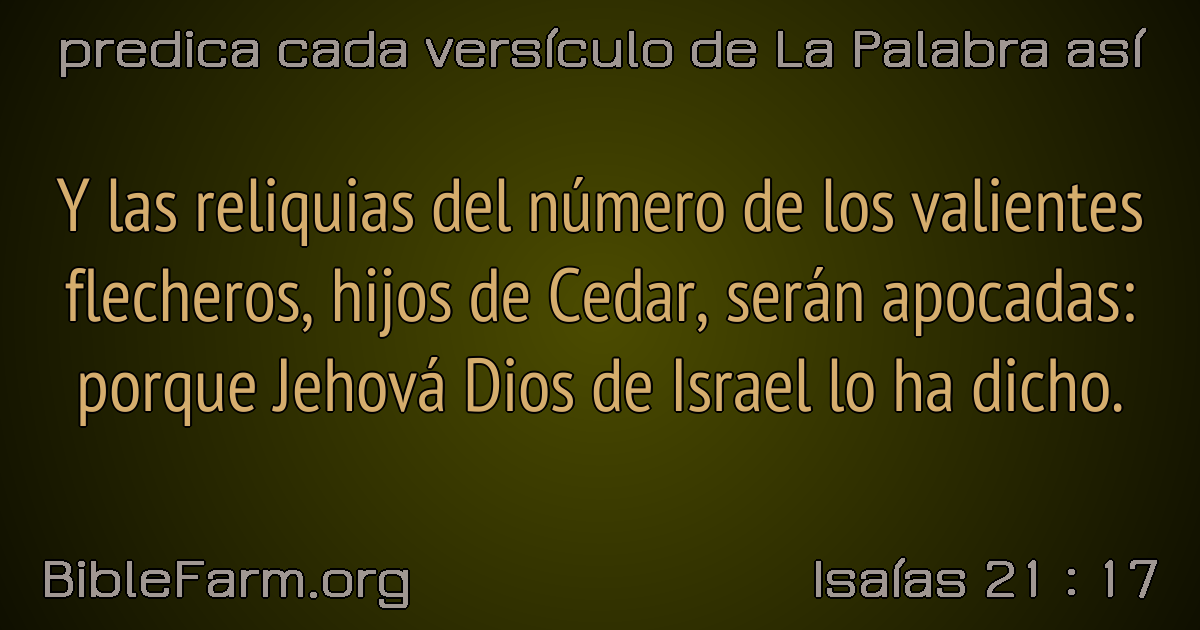 predica cada versículo de La Palabra así
Y las reliquias del número de los valientes
flecheros, hijos de Cedar, serán apocadas:
porque Jehová Dios de Israel lo ha dicho.
BibleFarm.org
Isaías 21 : 17